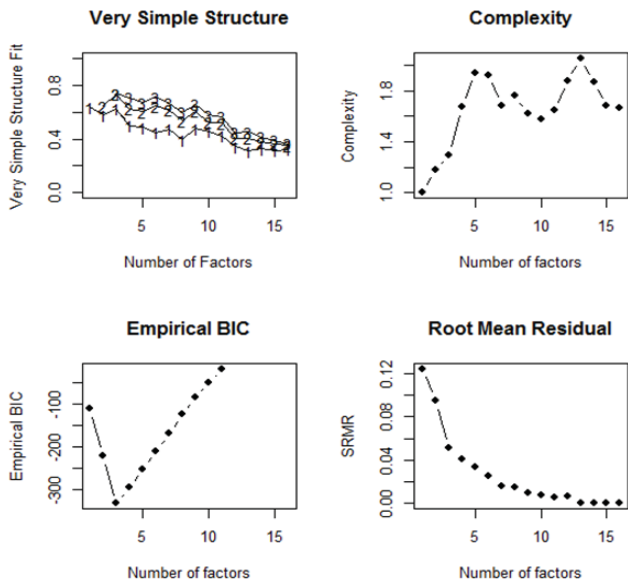 Very Simple Structure
Very Simple Structure Fit
0.0 0.4 0.8
5 10 15
Number of Factors
Complexity
Complexity
1.0 1.4 1.8
5 10 15
Number of factors
Empirical BIC
Empirical BIC
-300 -200 -100
5 10 15
Number of factors
Root Mean Residual
SRMR
0.00 0.04 0.08 0.12
5 10 15
Number of factors